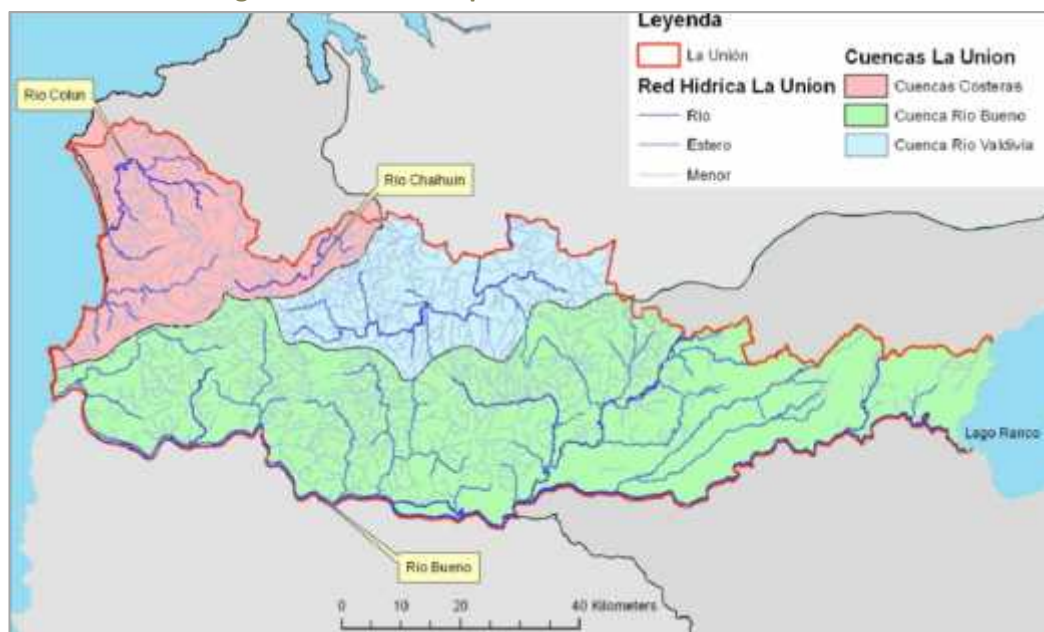 Leyenda
La Unión
Red Hidrica La Union
Rio
Estero
Menor
Cuencas La Union
Cuencas Costeras
Cuenca Rio Bueno
Cuenca Rio Valdivia
Rio Colun
Rio Chaihuin
Lago Ranco
Rio Bueno
0 10 20 40 Kilometers